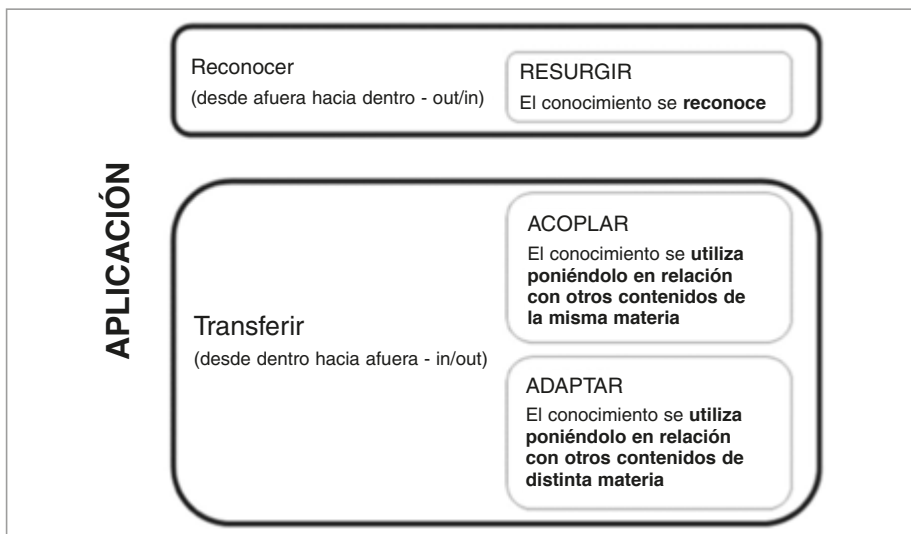 APLICACIÓN
Reconocer
(desde afuera hacia dentro - out/in)
RESURGIR
El conocimiento se reconoce
Transferir
(desde dentro hacia afuera - in/out)
ACOPLAR
El conocimiento se utiliza
poniéndolo en relación
con otros contenidos de
la misma materia
ADAPTAR
El conocimiento se utiliza
poniéndolo en relación
con otros contenidos de
distinta materia